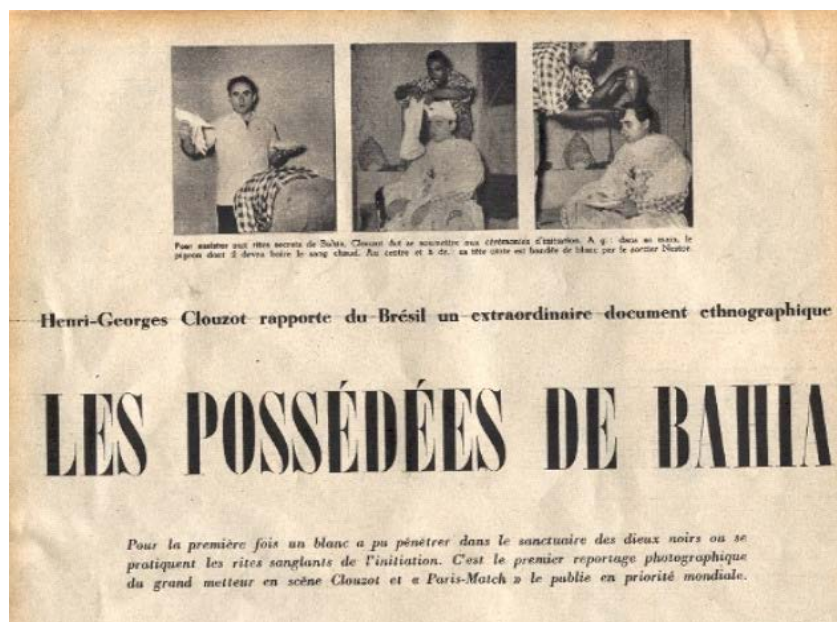 Pour assister aux rites secrets de Bahia, Clouzot dut se soumettre aux cérémonies d'initiation. A g. : dans sa main, le
pigeon dont il devra boire le sang chaud. Au centre et à dr. : sa tête ointe est bandée de blanc par le sorcier Nestor.
Henri-Georges Clouzot rapporte du Brésil un extraordinaire document ethnographique
LES POSSÉDÉES DE BAHIA
Pour la première fois un blanc a pu pénétrer dans le sanctuaire des dieux noirs ou se
pratiquent les rites sanglants de l'initiation. C'est le premier reportage photographique
du grand metteur en scène Clouzot et « Paris-Match » le publie en priorité mondiale.